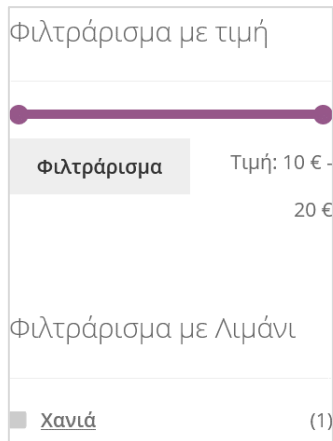 Φιλτράρισμα με τιμή
Φιλτράρισμα
Τιμή: 10 € -
20 €
Φιλτράρισμα με Λιμάνι
Χανιά (1)